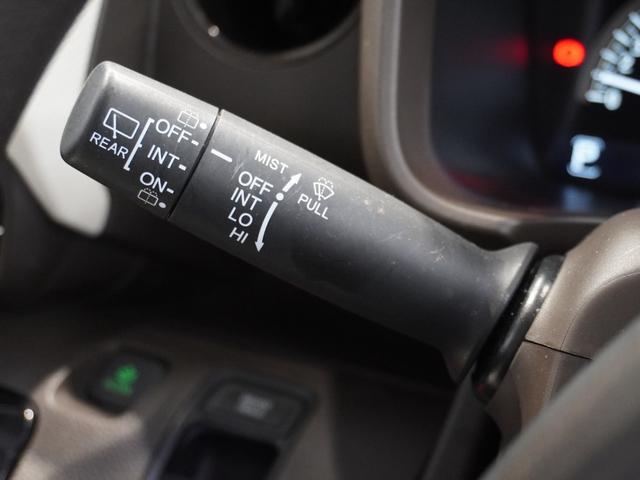 REAR
OFF
INT
ON
MIST
OFF
INT
LO
HI
PULL